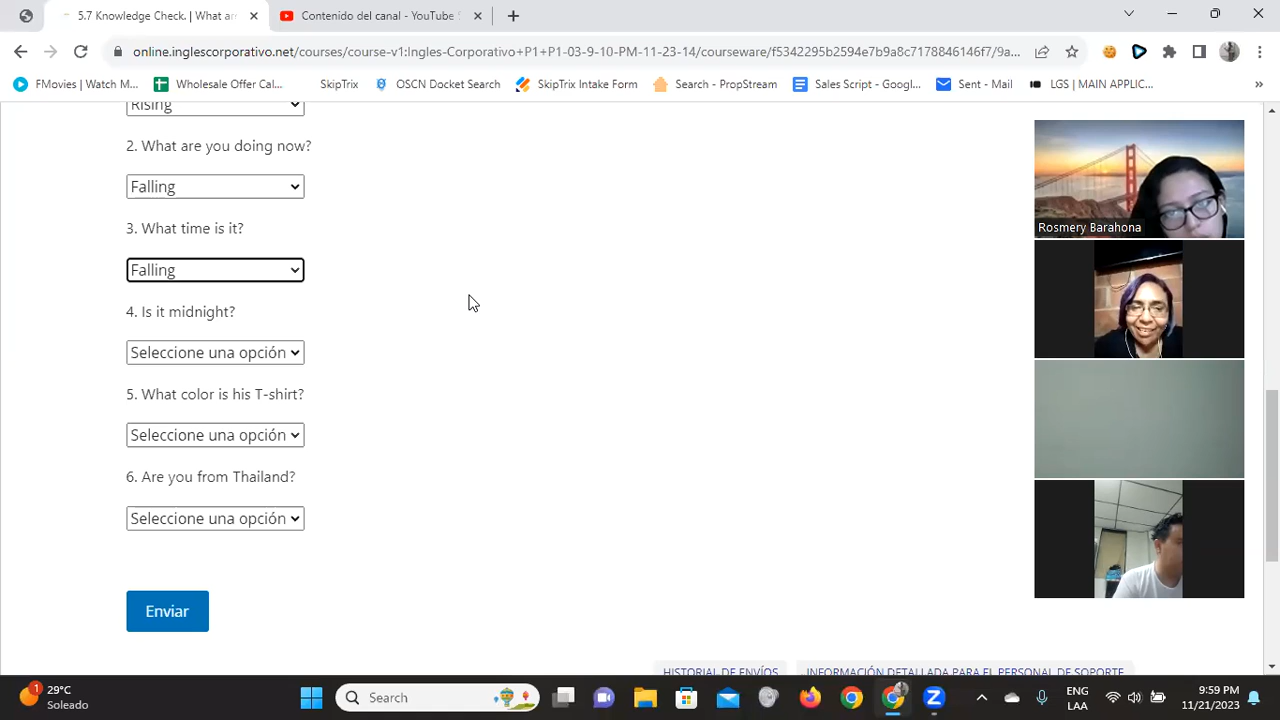 5.7 Knowledge Check. | What ar
Contenido del canal - YouTube S
online.inglescorporativo.net/courses/course-v1:Ingles-Corporativo+P1+P1-03-9-10-PM-11-23-14/courseware/f5342295b2594e7b9a8c7178846146f7/9a...
FMovies | Watch M...
Wholesale Offer Cal...
SkipTrix
OSCN Docket Search
SkipTrix Intake Form
Search - PropStream
Sales Script - Googl...
Sent - Mail
LGS | MAIN APPLIC...
»
Rising
2. What are you doing now?
Falling
3. What time is it?
Falling
4. Is it midnight?
Seleccione una opción
5. What color is his T-shirt?
Seleccione una opción
6. Are you from Thailand?
Seleccione una opción
Enviar
HISTORIAL DE ENVÍOS
INFORMACIÓN DETALLADA PARA EL PERSONAL DE SOPORTE
Rosmery Barahona
1
29°C
Soleado
Search
ENG
LAA
9:59 PM
11/21/2023